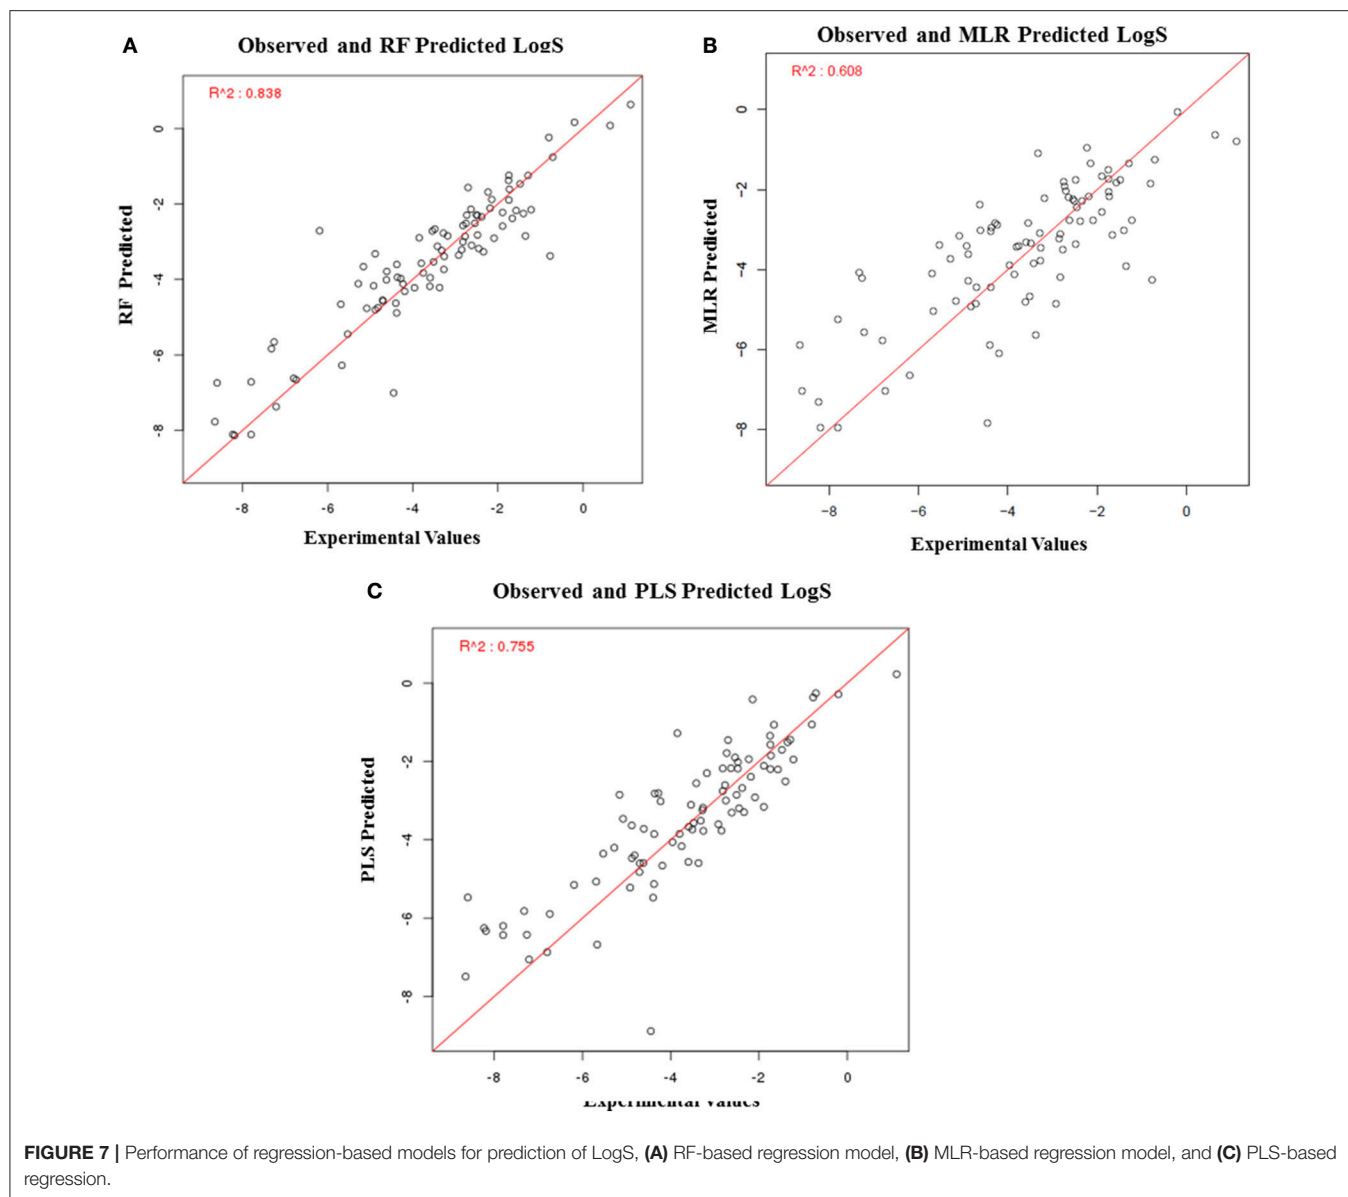 A
Observed and RF Predicted LogS
R^2 : 0.838
0
-2
-4
-6
-8
RF Predicted
-8 -6 -4 -2 0
Experimental Values
B
Observed and MLR Predicted LogS
R^2 : 0.608
0
-2
-4
-6
-8
MLR Predicted
-8 -6 -4 -2 0
Experimental Values
C
Observed and PLS Predicted LogS
R^2 : 0.755
0
-2
-4
-6
-8
PLS Predicted
-8 -6 -4 -2 0
Experimental Values
FIGURE 7 | Performance of regression-based models for prediction of LogS, (A) RF-based regression model, (B) MLR-based regression model, and (C) PLS-based
regression.